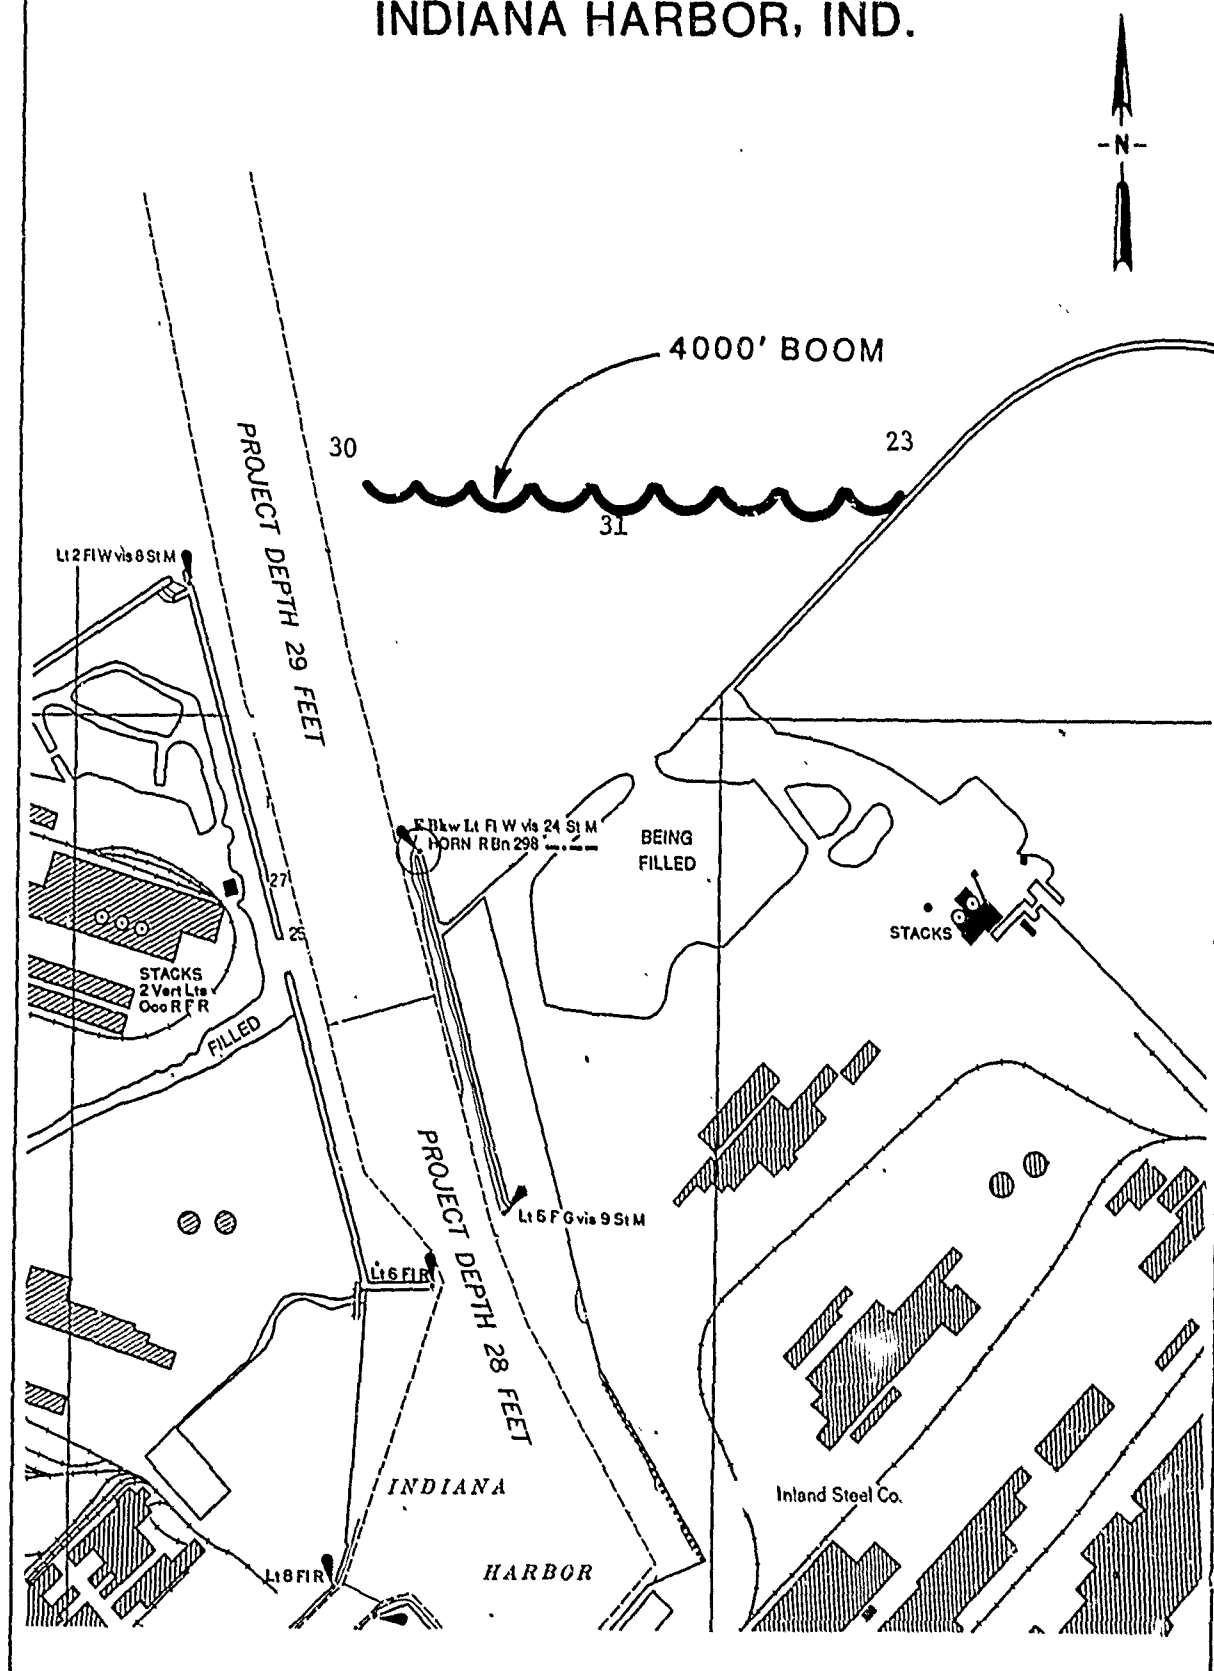 INDIANA HARBOR, IND.
-N-
4000' BOOM
30
23
31
PROJECT DEPTH 29 FEET
Lt 2 Fl W vis 8 St M
E Bkw Lt Fl W vis 24 St M
HORN R Bn 298
BEING
FILLED
27
25
STACKS
STACKS
2 Vert Lts
Occ R F R
FILLED
PROJECT DEPTH 28 FEET
Lt 6 F G vis 9 St M
Lt 6 Fl R
INDIANA
Inland Steel Co.
HARBOR
Lt 8 Fl R